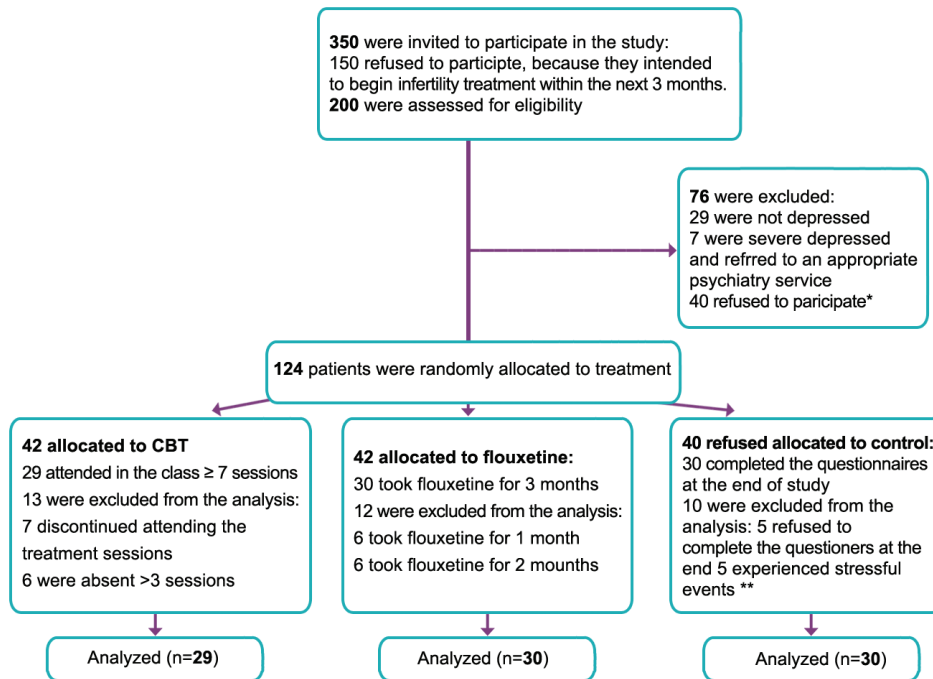 350 were invited to participate in the study:
150 refused to participte, because they intended
to begin infertility treatment within the next 3 months.
200 were assessed for eligibility
76 were excluded:
29 were not depressed
7 were severe depressed
and refrred to an appropriate
psychiatry service
40 refused to paricipate*
124 patients were randomly allocated to treatment
42 allocated to CBT
29 attended in the class ≥ 7 sessions
13 were excluded from the analysis:
7 discontinued attending the
treatment sessions
6 were absent >3 sessions
42 allocated to flouxetine:
30 took flouxetine for 3 months
12 were excluded from the analysis:
6 took flouxetine for 1 month
6 took flouxetine for 2 mounths
40 refused allocated to control:
30 completed the questnnaires
at the end of study
10 were excluded from the
analysis: 5 refused to
complete the questioners at the
end 5 experienced stressful
events **
Analyzed (n=29)
Analyzed (n=30)
Analyzed (n=30)